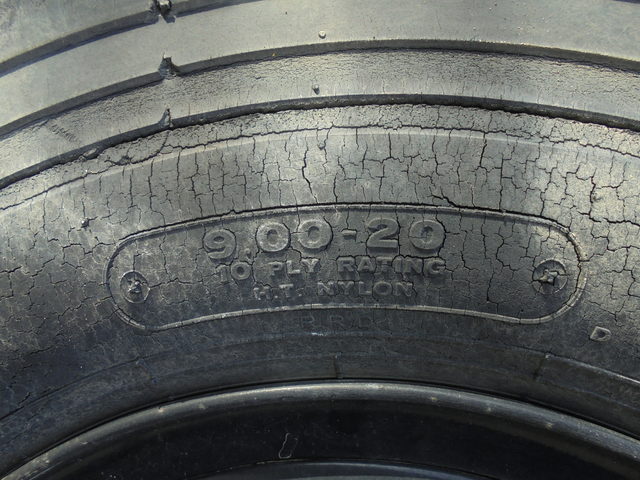 9.00-20
10 PLY RATING
H.T. NYLON
D